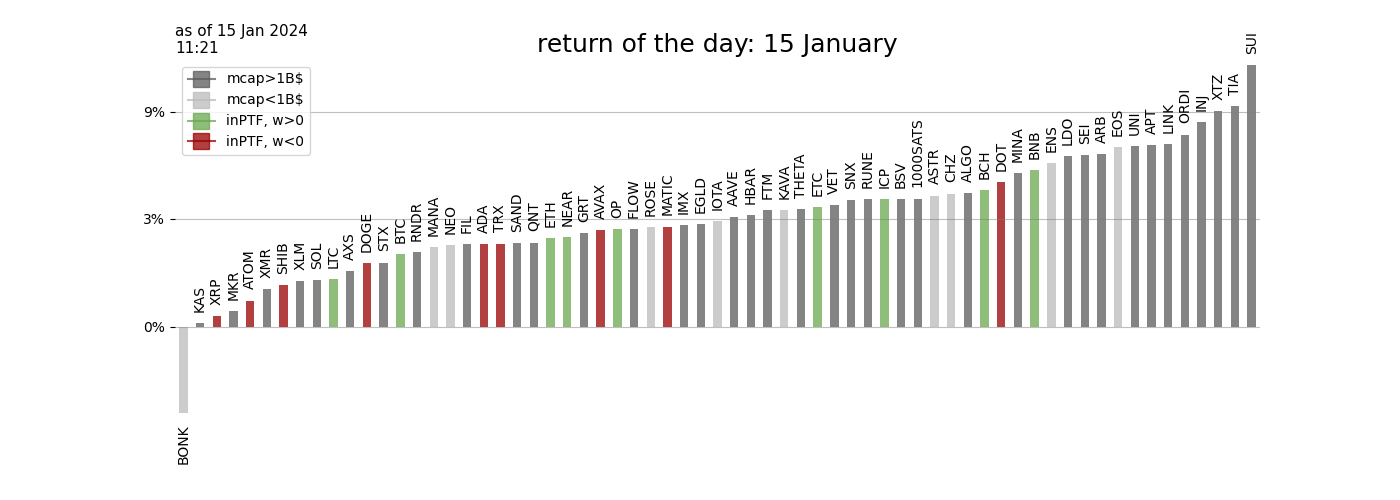 as of 15 Jan 2024
11:21
return of the day: 15 January
mcap>1B$
mcap<1B$
inPTF, w>0
inPTF, w<0
9%
3%
0%
BONK
KAS
XRP
MKR
ATOM
XMR
SHIB
XLM
SOL
LTC
AXS
DOGE
STX
BTC
RNDR
MANA
NEO
FIL
ADA
TRX
SAND
QNT
ETH
NEAR
GRT
AVAX
OP
FLOW
ROSE
MATIC
IMX
EGLD
IOTA
AAVE
HBAR
FTM
KAVA
THETA
ETC
VET
SNX
RUNE
ICP
BSV
1000SATS
ASTR
CHZ
ALGO
BCH
DOT
MINA
BNB
ENS
LDO
SEI
ARB
EOS
UNI
APT
LINK
ORDI
INJ
XTZ
TIA
SUI